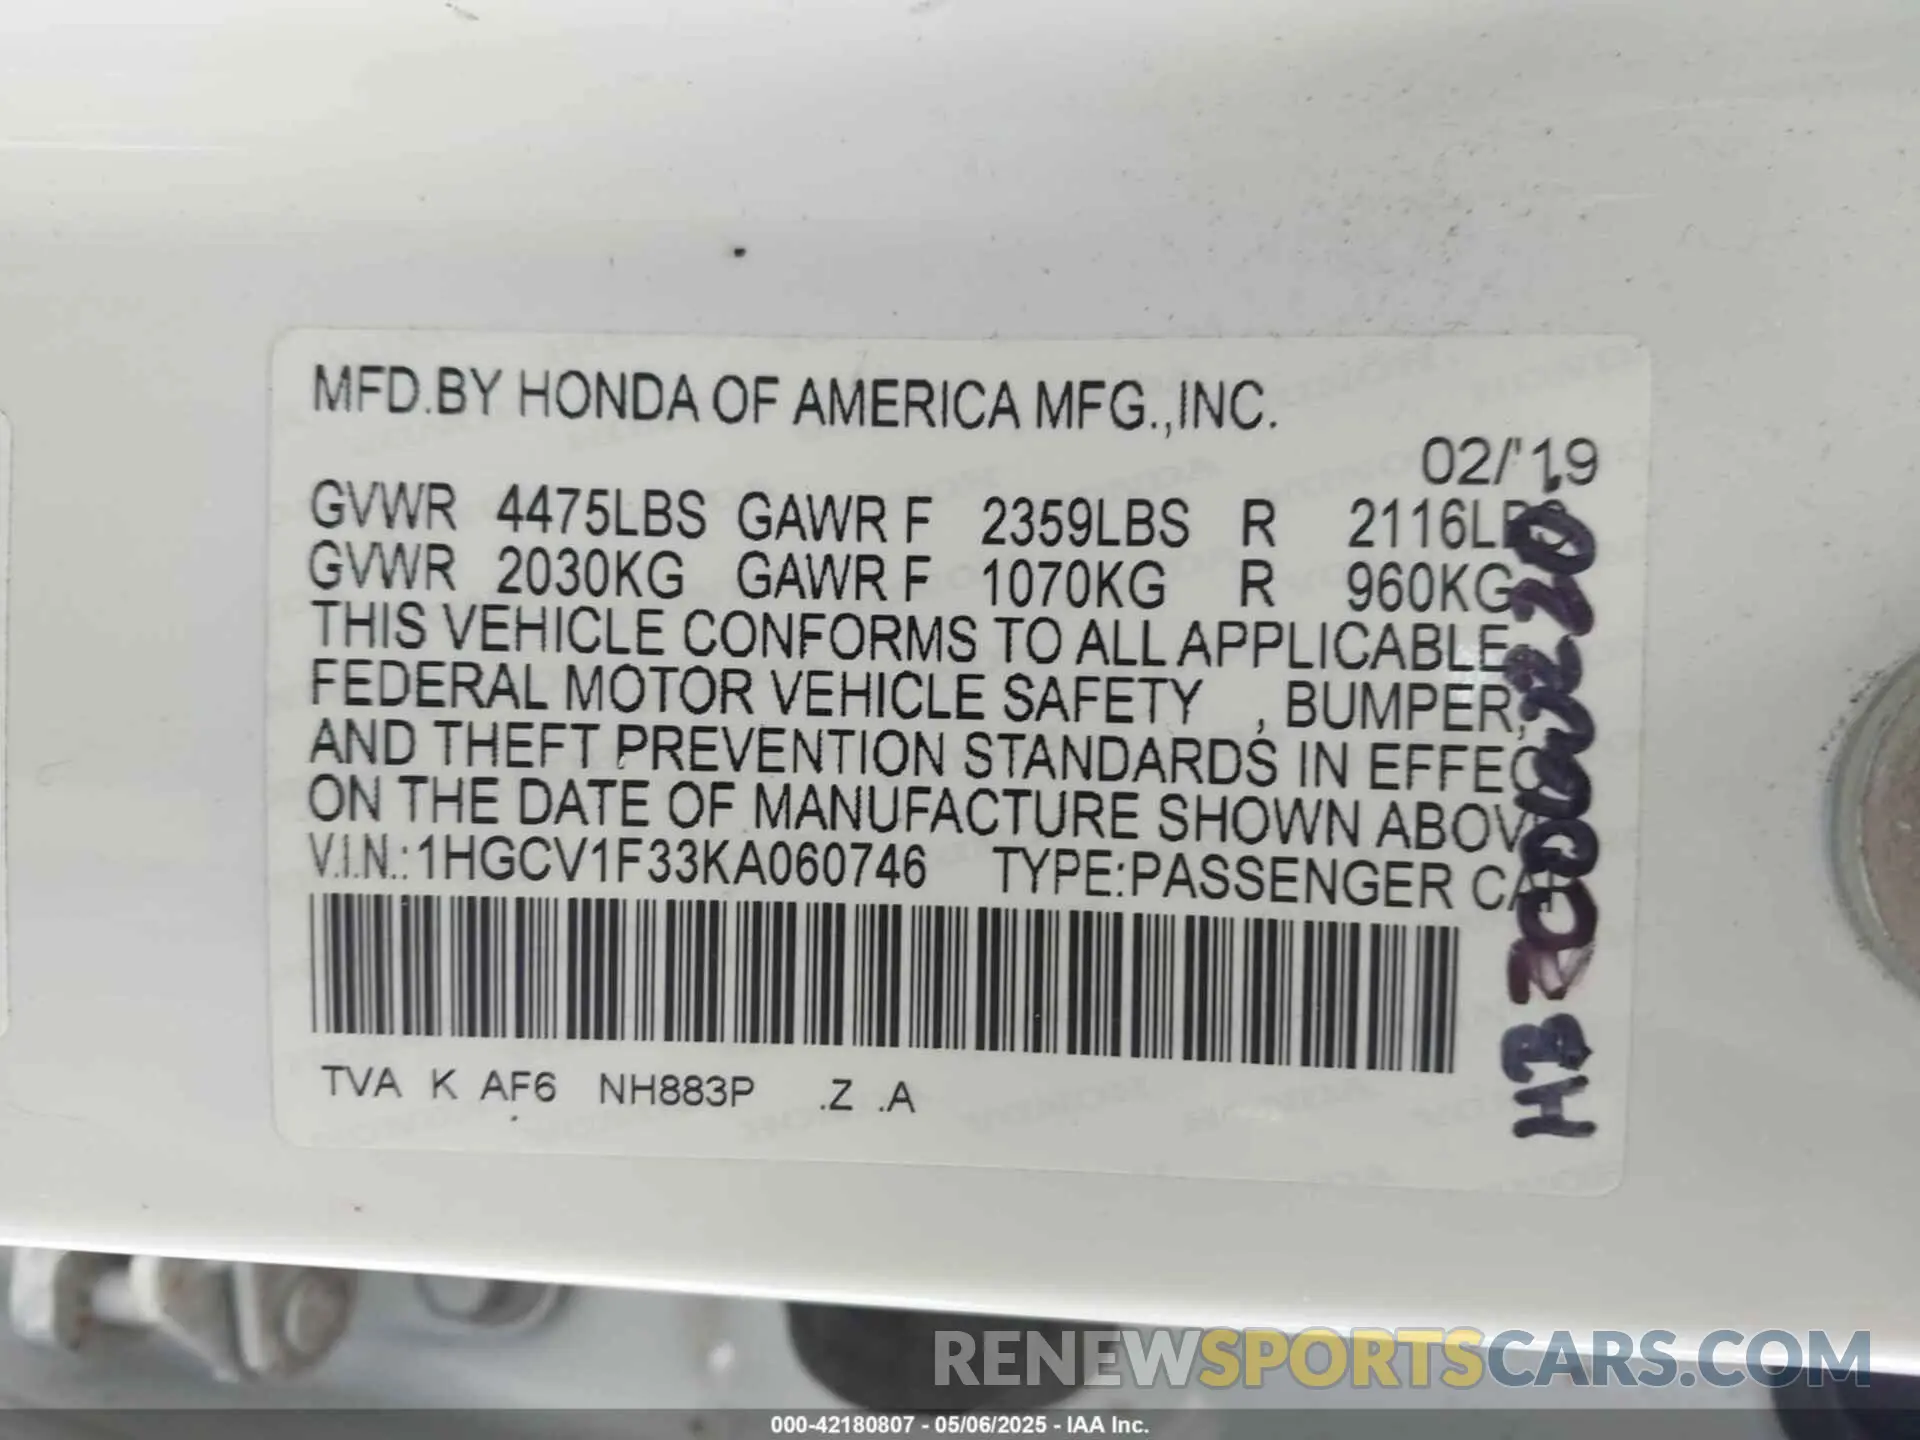 MFD.BY HONDA OF AMERICA MFG.,INC.
02/'19
GVWR 4475LBS GAWR F 2359LBS R 2116LBS
GVWR 2030KG GAWR F 1070KG R 960KG
THIS VEHICLE CONFORMS TO ALL APPLICABLE
FEDERAL MOTOR VEHICLE SAFETY , BUMPER,
AND THEFT PREVENTION STANDARDS IN EFFEC
ON THE DATE OF MANUFACTURE SHOWN ABOV
V.I.N.:1HGCV1F33KA060746 TYPE:PASSENGER CAR
TVA K AF6 NH883P .Z .A
RENEWSPORTSCARS.COM
000-42180807 - 05/06/2025 - IAA Inc.